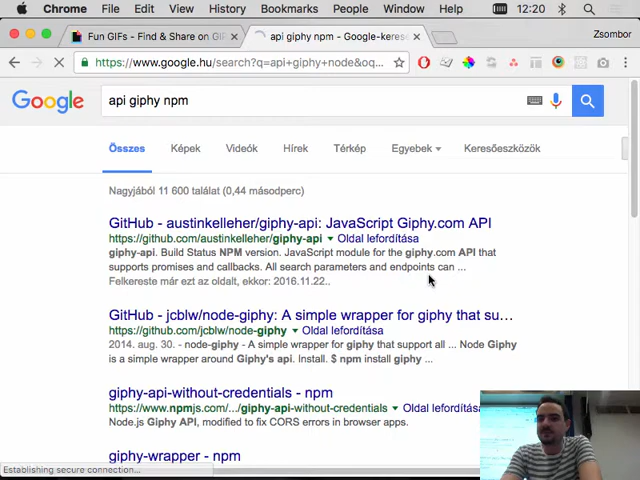 Chrome File Edit View History Bookmarks People Window Help 12:20
Fun GIFs - Find & Share on GI api giphy npm - Google-kerese Zsombor
https://www.google.hu/search?q=api+giphy+node&oq...
Google api giphy npm
Összes Képek Videók Hírek Térkép Egyebek Keresőeszközök
Nagyjából 11 600 találat (0,44 másodperc)
GitHub - austinkelleher/giphy-api: JavaScript Giphy.com API
https://github.com/austinkelleher/giphy-api Oldal lefordítása
giphy-api. Build Status NPM version. JavaScript module for the giphy.com API that
supports promises and callbacks. All search parameters and endpoints can ...
Felkereste már ezt az oldalt, ekkor: 2016.11.22..
GitHub - jcblw/node-giphy: A simple wrapper for giphy that su…
https://github.com/jcblw/node-giphy Oldal lefordítása
2014. aug. 30. - node-giphy - A simple wrapper for giphy that support all ... Node Giphy
is a simple wrapper around Giphy's api. Install. $ npm install giphy ...
giphy-api-without-credentials - npm
https://www.npmjs.com/.../giphy-api-without-credentials Oldal lefordítá
Node.js Giphy API, modified to fix CORS errors in browser apps.
giphy-wrapper - npm
Establishing secure connection...